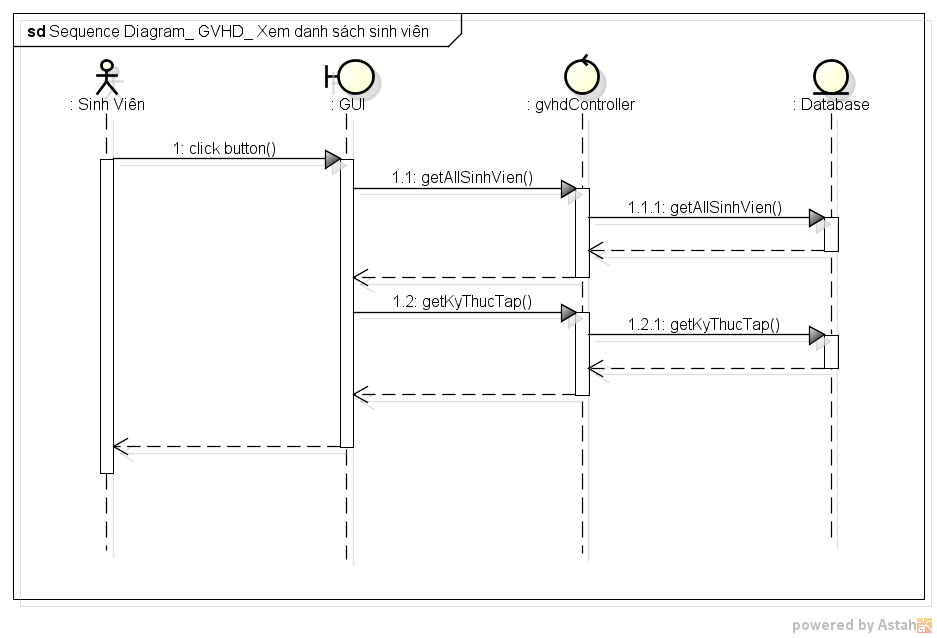 sd Sequence Diagram_ GVHD_ Xem danh sách sinh viên
: Sinh Viên
: GUI
: gvhdController
: Database
1: click button()
1.1: getAllSinhVien()
1.1.1: getAllSinhVien()
1.2: getKyThucTap()
1.2.1: getKyThucTap()
powered by Astah